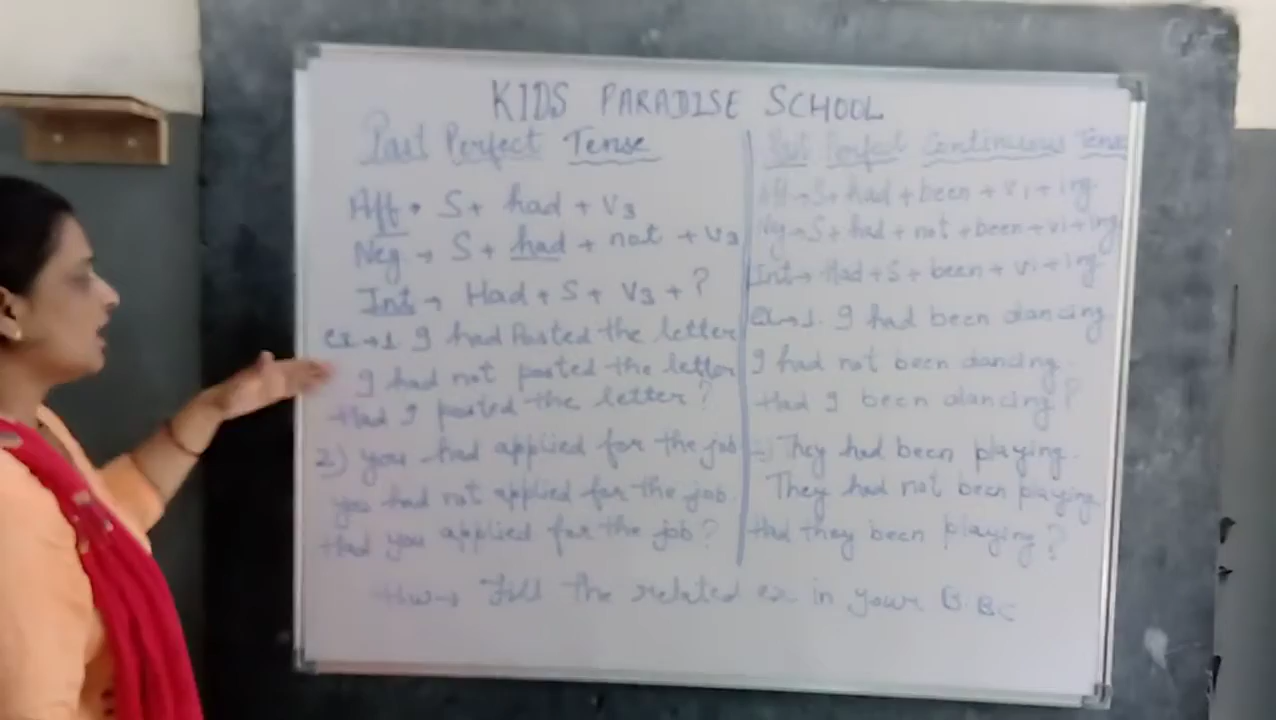 KIDS PARADISE SCHOOL
Past Perfect Tense
Aff → S + had + V3
Neg → S + had + not + V3
Int → Had + S + V3 + ?
ex → 1 I had Posted the letter
I had not posted the letter
Had I posted the letter?
2) you had applied for the job
you had not applied for the job.
Had you applied for the job?
Past Perfect Continuous Tense
Aff → S + had + been + V1 + ing
Neg → S + had + not + been + V1 + ing
Int → Had + S + been + V1 + ing
Ex → 1. I had been dancing
I had not been dancing.
Had I been dancing?
2) They had been playing.
They had not been playing
Had they been playing?
Hw → Fill the related ex in your